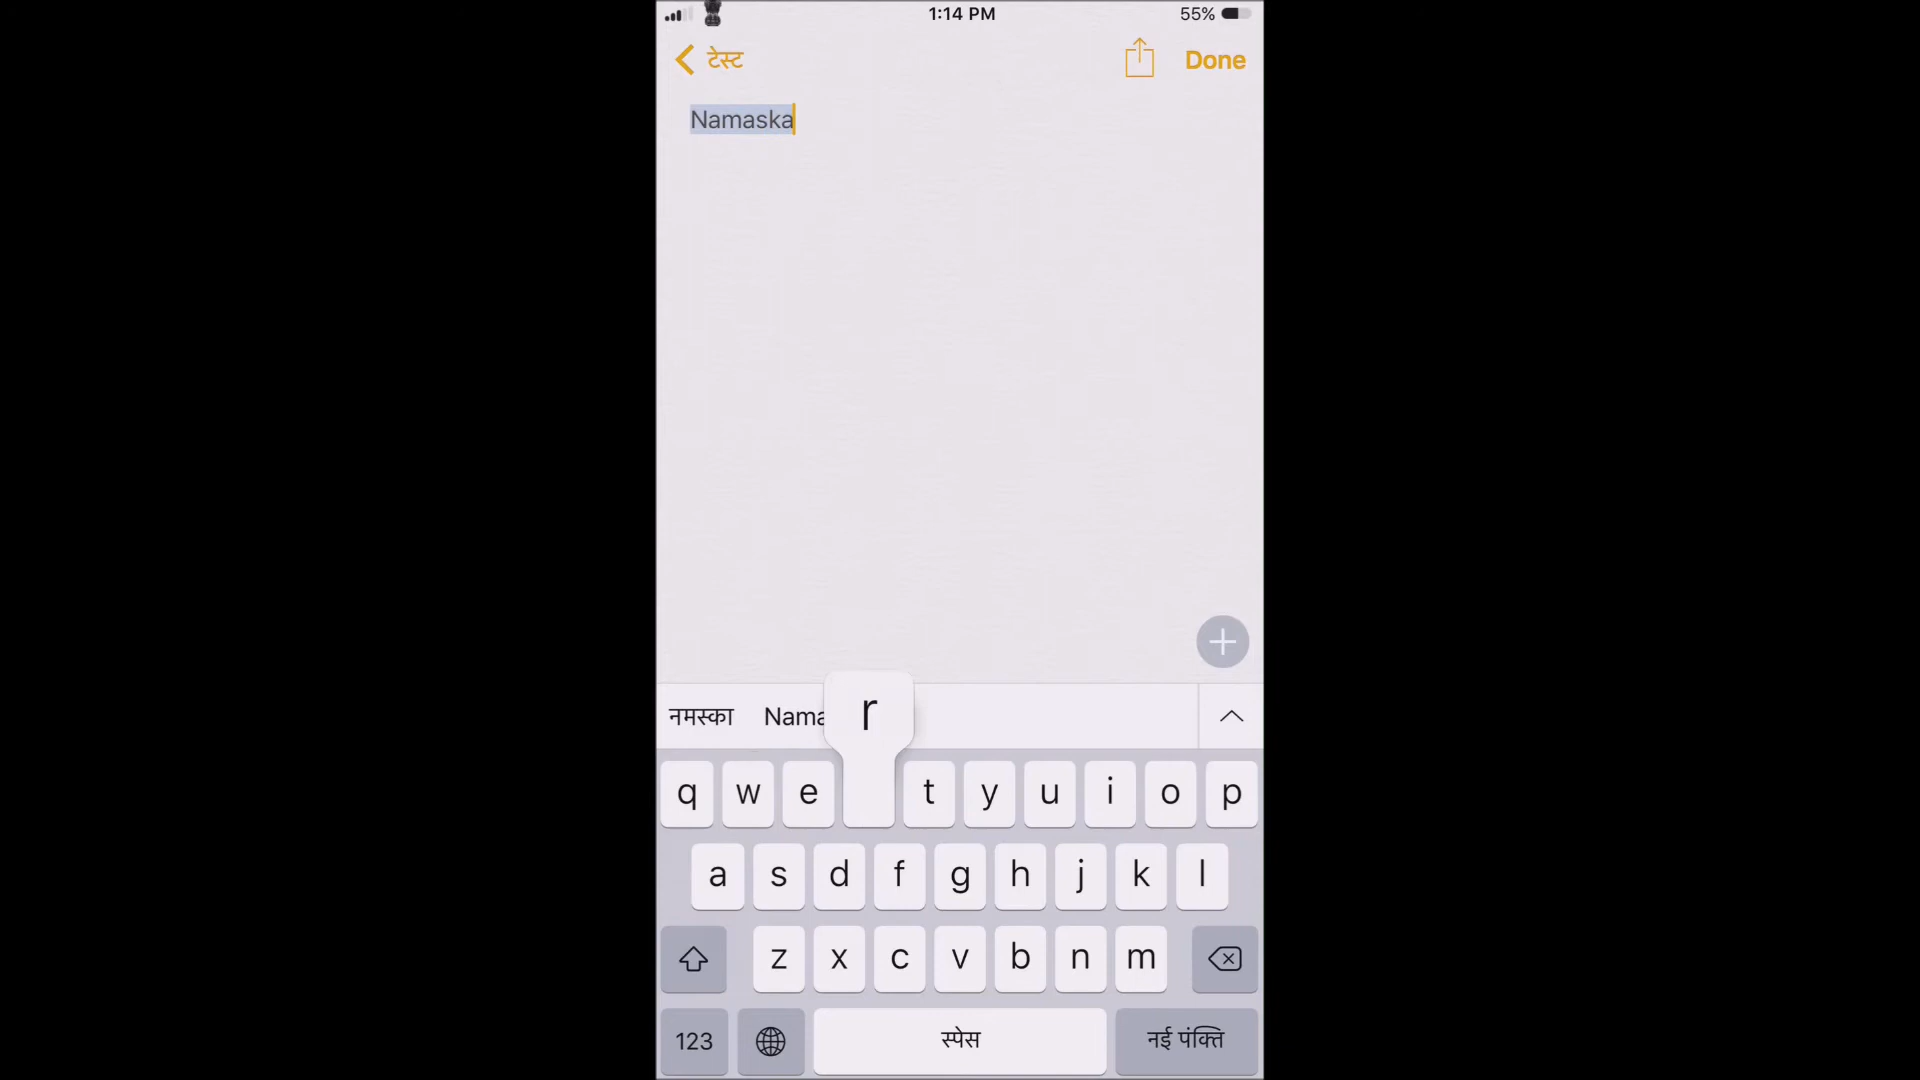 1:14 PM 55%
टेस्ट Done
Namaska
नमस्का Nama r
q w e t y u i o p
a s d f g h j k l
z x c v b n m
123 स्पेस नई पंक्ति